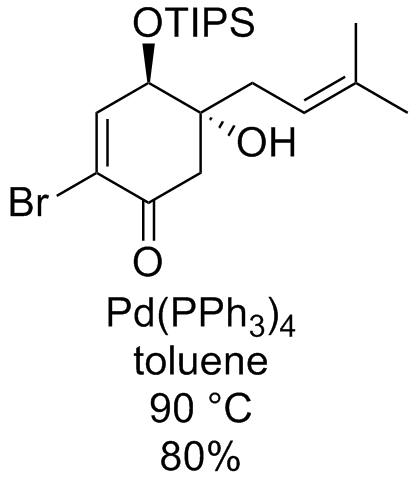 OTIPS
OH
Br
O
Pd(PPh₃)₄
toluene
90 °C
80%